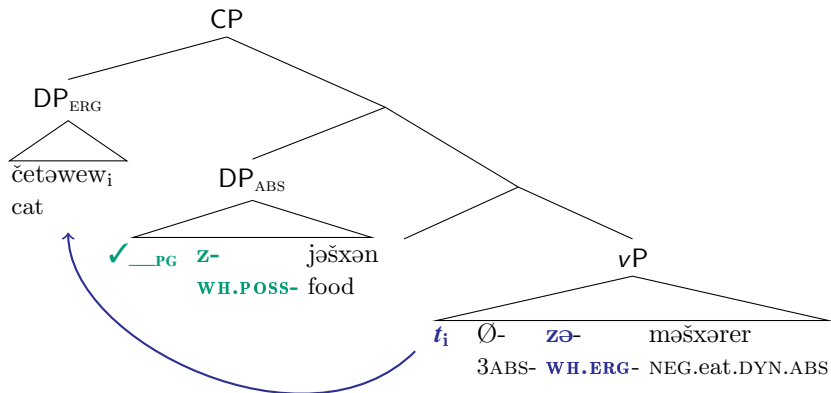 CP
DP_ERG
četəwew_i
cat
DP_ABS
✓__PG z- jəšxən
WH.POSS- food
vP
t_i Ø- zə- məšxərer
3ABS- WH.ERG- NEG.eat.DYN.ABS